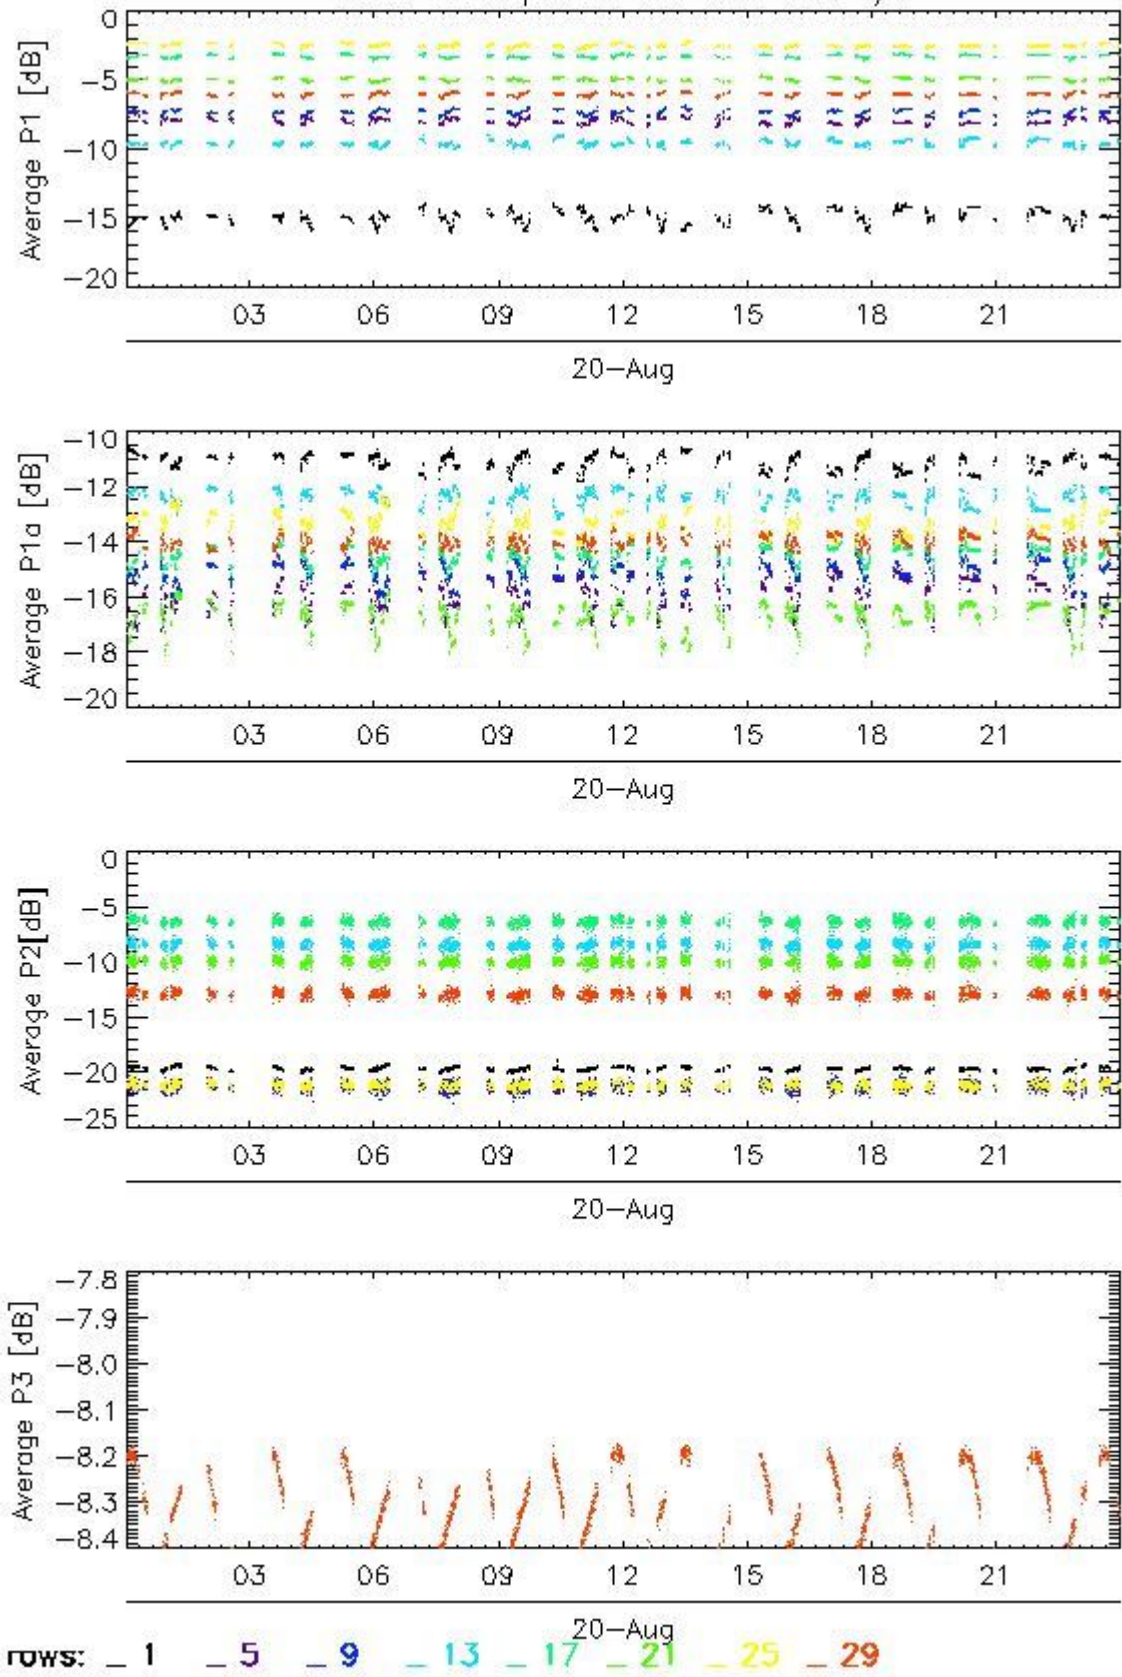 0
Average P1 [dB]
−5
−10
−15
−20
03 06 09 12 15 18 21
20−Aug
−10
Average P1a [dB]
−12
−14
−16
−18
−20
03 06 09 12 15 18 21
20−Aug
0
Average P2[dB]
−5
−10
−15
−20
−25
03 06 09 12 15 18 21
20−Aug
−7.8
Average P3 [dB]
−7.9
−8.0
−8.1
−8.2
−8.3
−8.4
03 06 09 12 15 18 21
20−Aug
rows: _ 1 _ 5 _ 9 _ 13 _ 17 _ 21 _ 25 _ 29